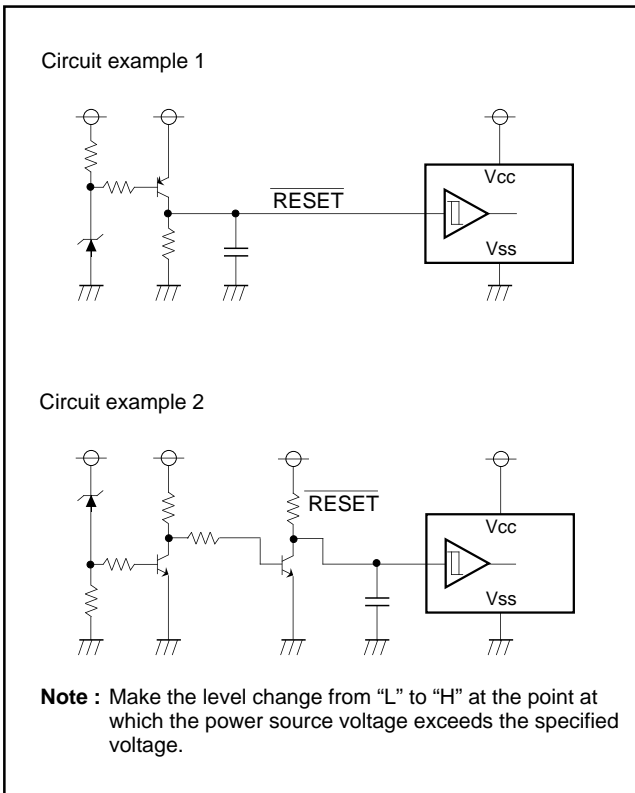 Circuit example 1
RESET
Vcc
Vss
Circuit example 2
RESET
Vcc
Vss
Note : Make the level change from “L” to “H” at the point at
which the power source voltage exceeds the specified
voltage.